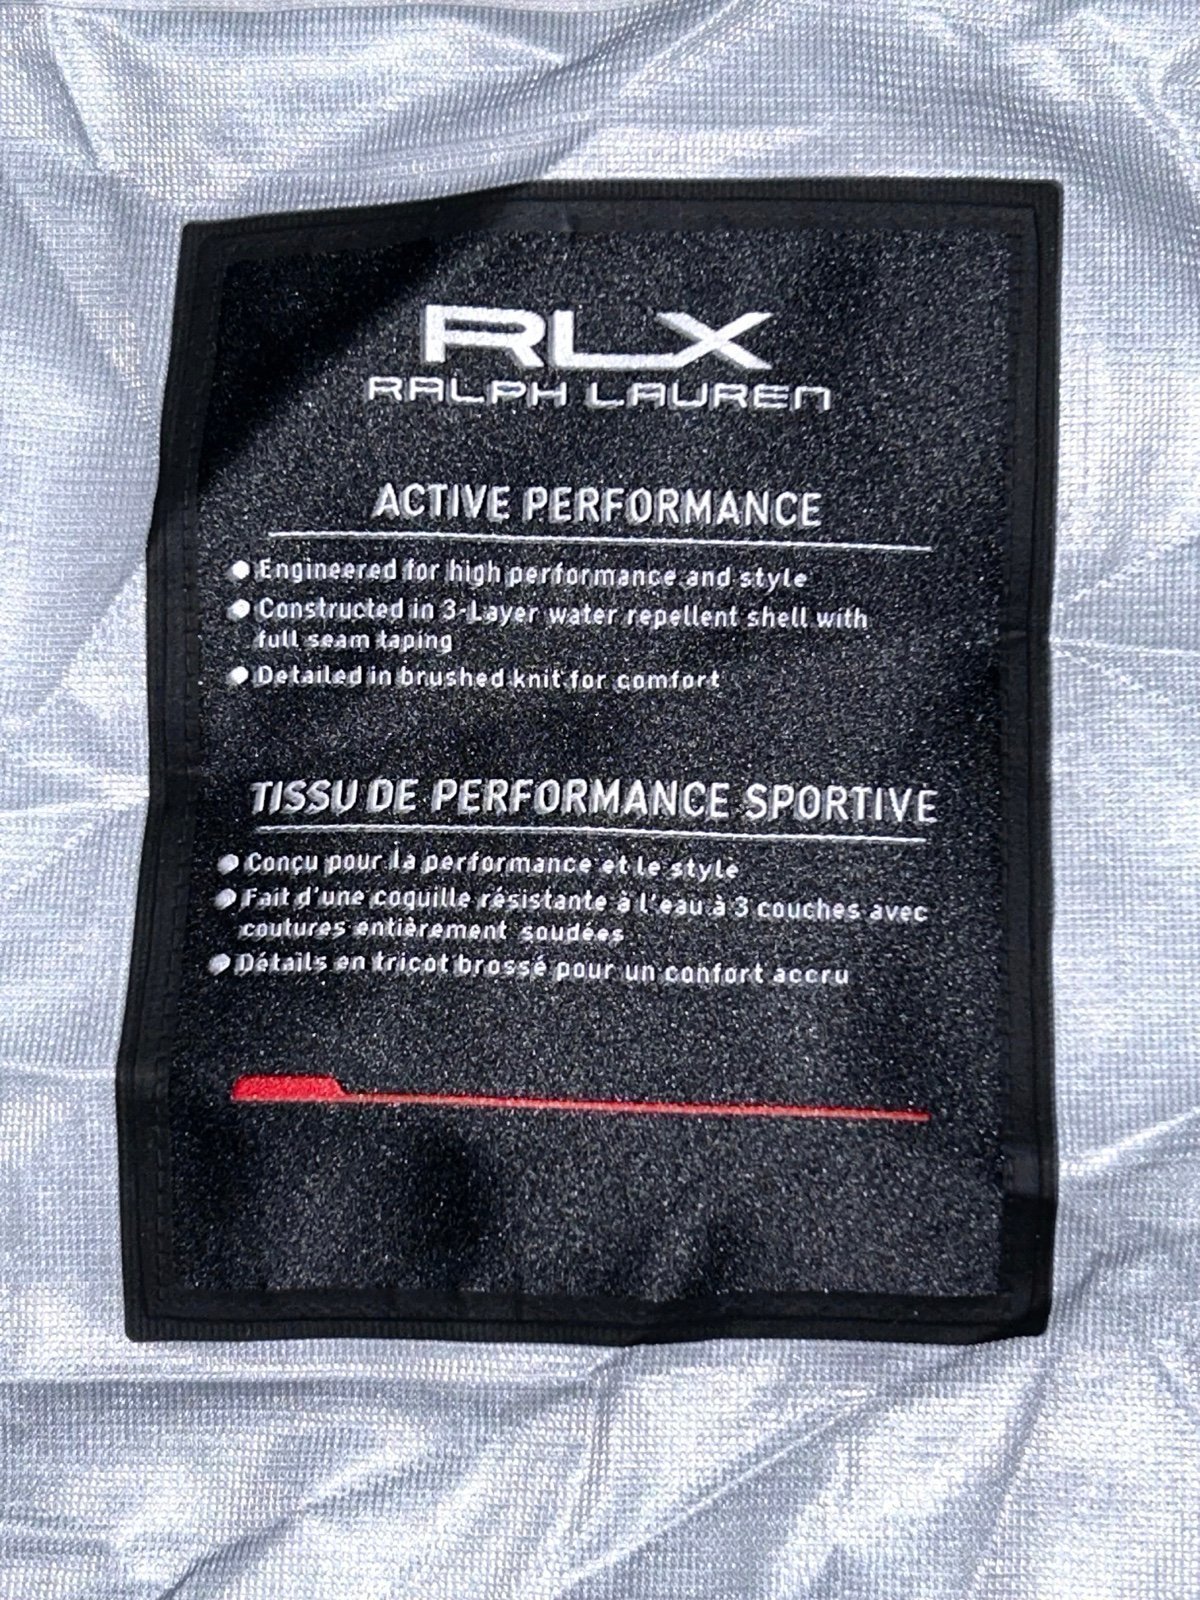 RLX
RALPH LAUREN
ACTIVE PERFORMANCE
• Engineered for high performance and style
• Constructed in 3-Layer water repellent shell with
full seam taping
• Detailed in brushed knit for comfort
TISSU DE PERFORMANCE SPORTIVE
• Conçu pour la performance et le style
• Fait d'une coquille résistante à l'eau à 3 couches avec
coutures entièrement soudées
• Détails en tricot brossé pour un confort accru